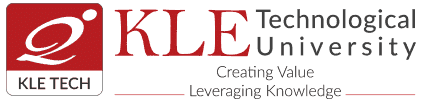 KLE TECH
KLE Technological
University
Creating Value
Leveraging Knowledge